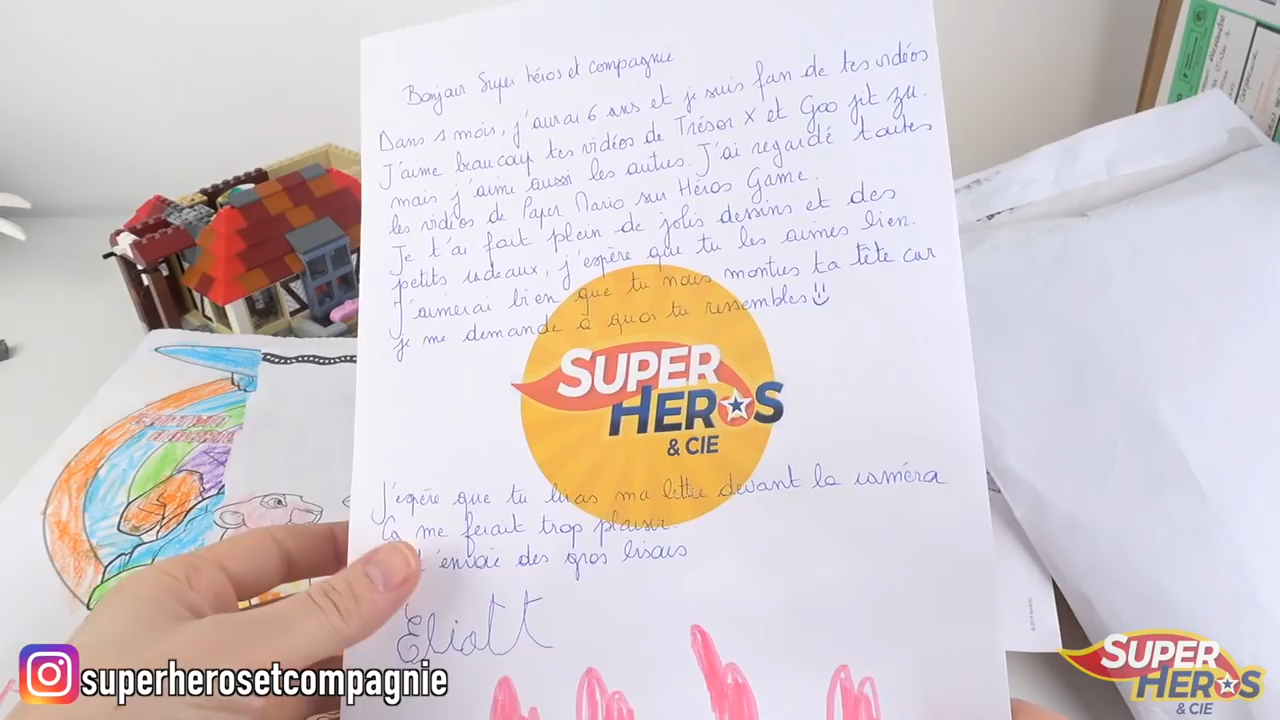 Bonjour Super héros et compagnie
Dans 1 mois, j'aurai 6 ans et je suis fan de tes vidéos
J'aime beaucoup tes vidéos de Trésor X et Goo jit zu.
mais j'aime aussi les autres. J'ai regardé toutes
les vidéos de Paper Mario sur Héros Game.
Je t'ai fait plein de jolis dessins et des
petits cadeaux, j'espère que tu les aimes bien.
J'aimerai bien que tu nous montres ta tête car
je me demande à quoi tu ressembles
SUPER
HEROS
& CIE
J'espère que tu liras ma lettre devant la caméra
Ça me ferait trop plaisir.
t'envoie des gros bisous
Eliott
superherosetcompagnie
SUPER
HEROS
& CIE